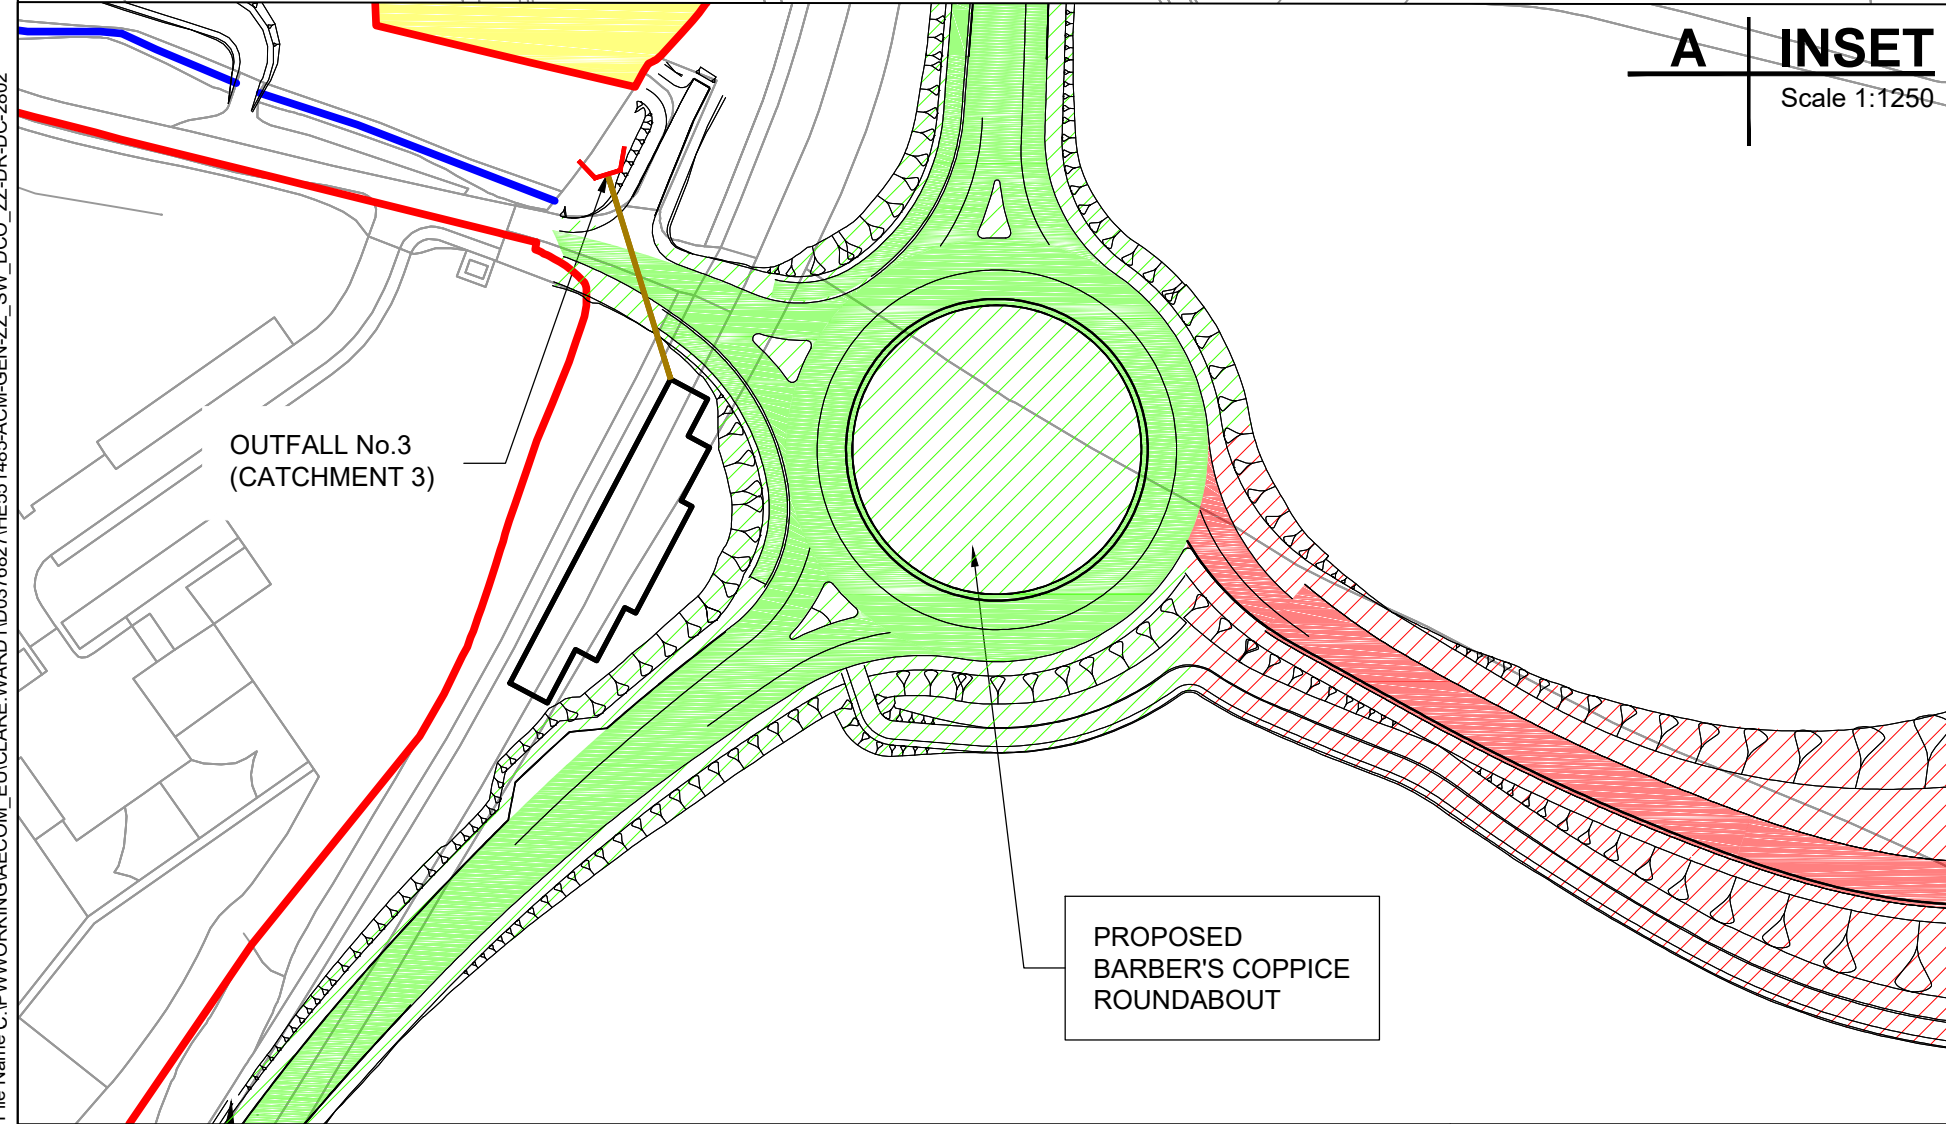 A INSET
Scale 1:1250
OUTFALL No.3
(CATCHMENT 3)
PROPOSED
BARBER'S COPPICE
ROUNDABOUT